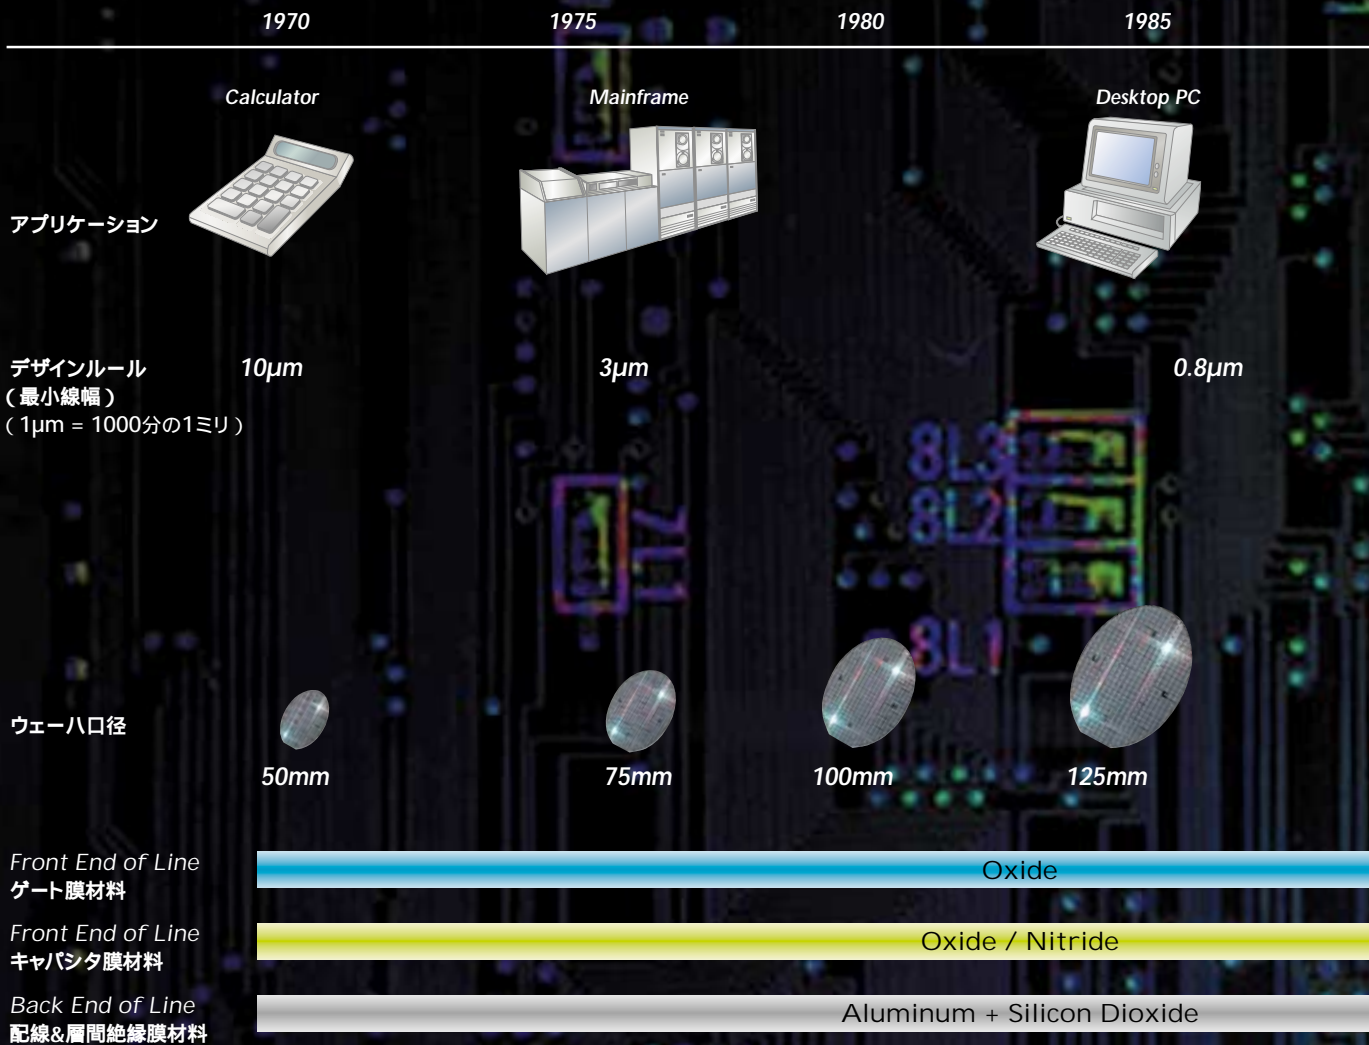 1970 1975 1980 1985
Calculator Mainframe Desktop PC
アプリケーション
デザインルール 10μm 3μm 0.8μm
（最小線幅）
（1μm = 1000分の1ミリ）
8L3
8L2
8L1
ウェーハ口径
50mm 75mm 100mm 125mm
Front End of Line
ゲート膜材料
Oxide
Front End of Line
キャパシタ膜材料
Oxide / Nitride
Back End of Line
配線&層間絶縁膜材料
Aluminum + Silicon Dioxide